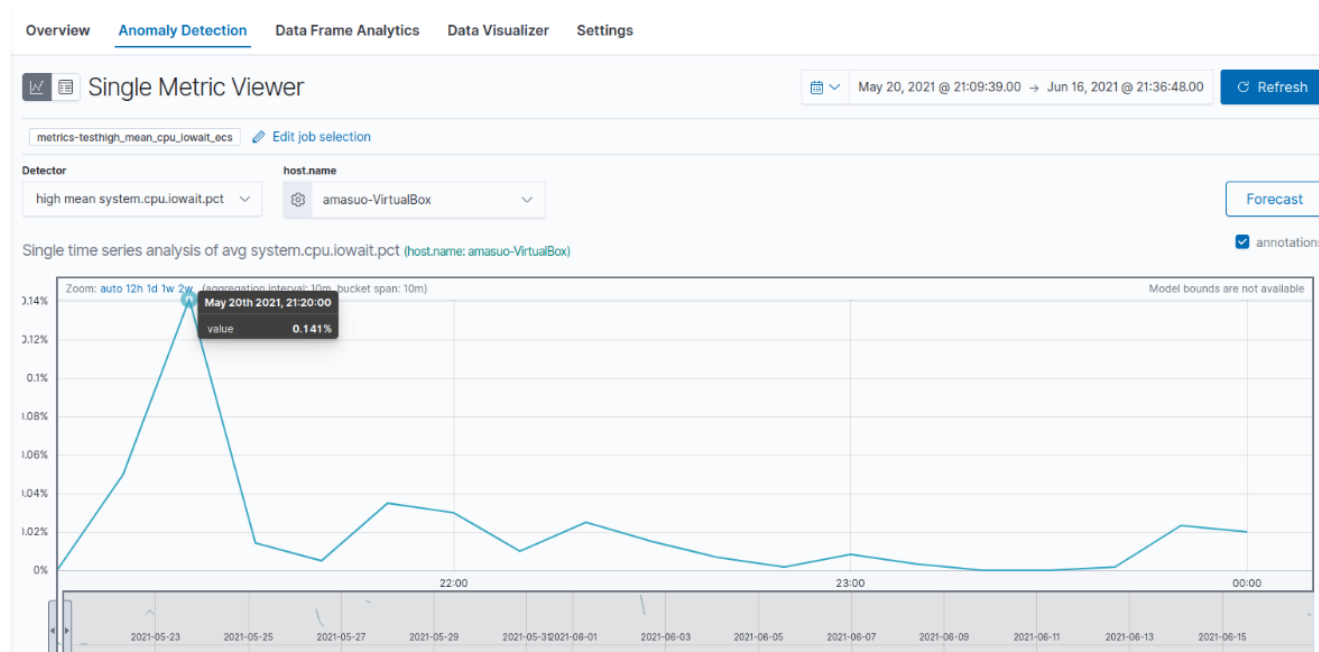 Overview Anomaly Detection Data Frame Analytics Data Visualizer Settings
Single Metric Viewer
May 20, 2021 @ 21:09:39.00 → Jun 16, 2021 @ 21:36:48.00 Refresh
metrics-testhigh_mean_cpu_iowait_ecs Edit job selection
Detector host.name
high mean system.cpu.iowait.pct amasuo-VirtualBox Forecast
Single time series analysis of avg system.cpu.iowait.pct (host.name: amasuo-VirtualBox) annotations
Zoom: auto 12h 1d 1w 2w (aggregation interval: 10m, bucket span: 10m) Model bounds are not available
May 20th 2021, 21:20:00
value 0.141%
0.14%
0.12%
0.1%
0.08%
0.06%
0.04%
0.02%
0%
22:00 23:00 00:00
2021-05-23 2021-05-25 2021-05-27 2021-05-29 2021-05-31 2021-06-01 2021-06-03 2021-06-05 2021-06-07 2021-06-09 2021-06-11 2021-06-13 2021-06-15